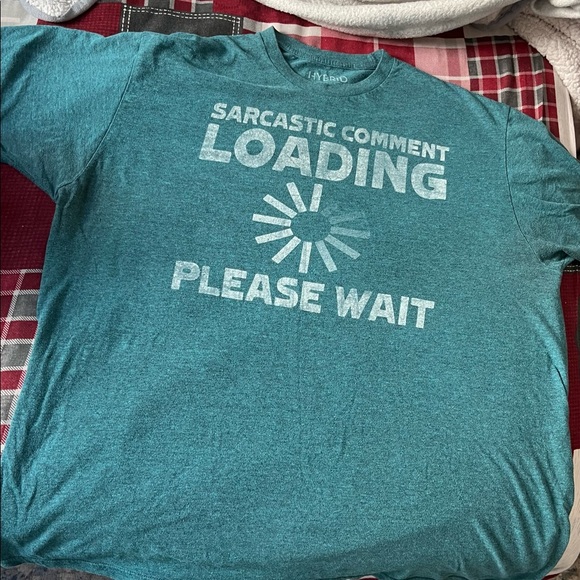 HYBRID
SARCASTIC COMMENT
LOADING
PLEASE WAIT